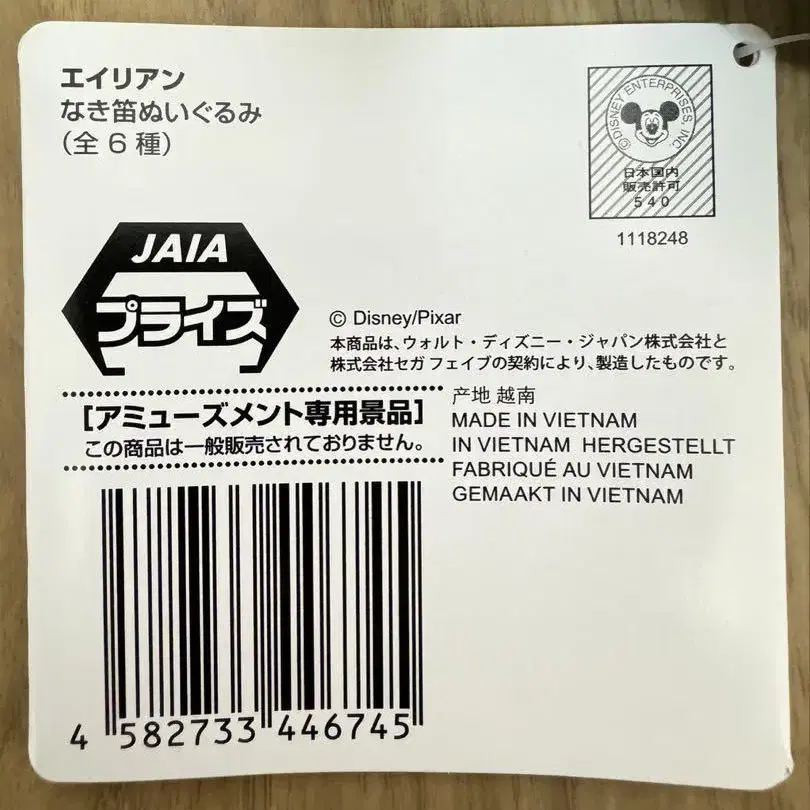 エイリアン
なき笛ぬいぐるみ
(全6種)
©DISNEY ENTERPRISES, INC.
日本国内
販売許可
540
1118248
JAIA
プライズ
© Disney/Pixar
本商品は、ウォルト・ディズニー・ジャパン株式会社と
株式会社セガ フェイブの契約により、製造したものです。
[アミューズメント専用景品]
この商品は一般販売されておりません。
产地 越南
MADE IN VIETNAM
IN VIETNAM HERGESTELLT
FABRIQUÉ AU VIETNAM
GEMAAKT IN VIETNAM
4 582733 446745